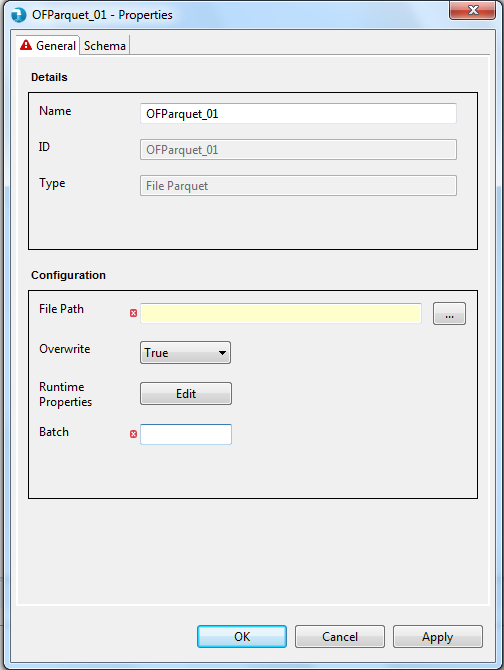 OFParquet_01 - Properties
General Schema
Details
Name OFParquet_01
ID OFParquet_01
Type File Parquet
Configuration
File Path ...
Overwrite True
Runtime
Properties Edit
Batch
OK Cancel Apply